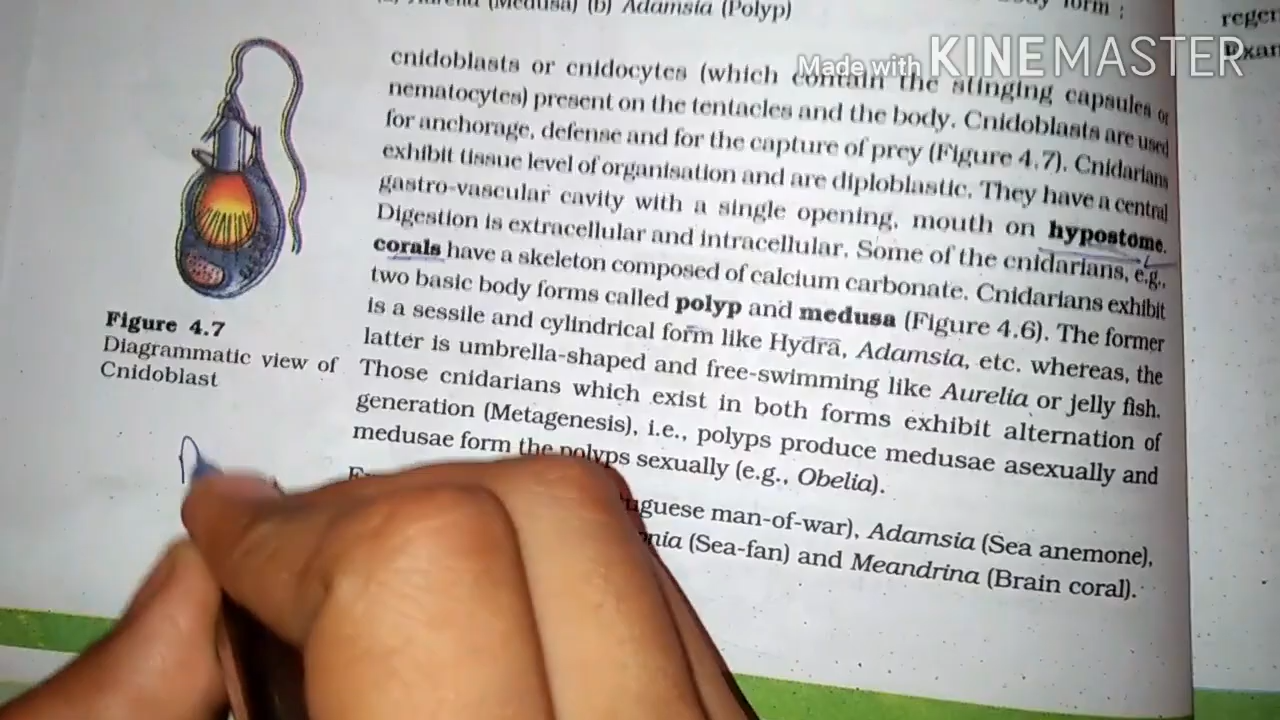 (Medusa) (b) Adamsia (Polyp)
form :
Made with KINEMASTER
cnidoblasts or cnidocytes (which contain the stinging capsules or
nematocytes) present on the tentacles and the body. Cnidoblasts are used
for anchorage, defense and for the capture of prey (Figure 4.7). Cnidarians
exhibit tissue level of organisation and are diploblastic. They have a central
gastro-vascular cavity with a single opening, mouth on hypostome.
Digestion is extracellular and intracellular. Some of the cnidarians, e.g.,
corals have a skeleton composed of calcium carbonate. Cnidarians exhibit
two basic body forms called polyp and medusa (Figure 4.6). The former
is a sessile and cylindrical form like Hydra, Adamsia, etc. whereas, the
latter is umbrella-shaped and free-swimming like Aurelia or jelly fish.
Those cnidarians which exist in both forms exhibit alternation of
generation (Metagenesis), i.e., polyps produce medusae asexually and
medusae form the polyps sexually (e.g., Obelia).
man-of-war), Adamsia (Sea anemone),
(Sea-fan) and Meandrina (Brain coral).
Figure 4.7
Diagrammatic view of
Cnidoblast